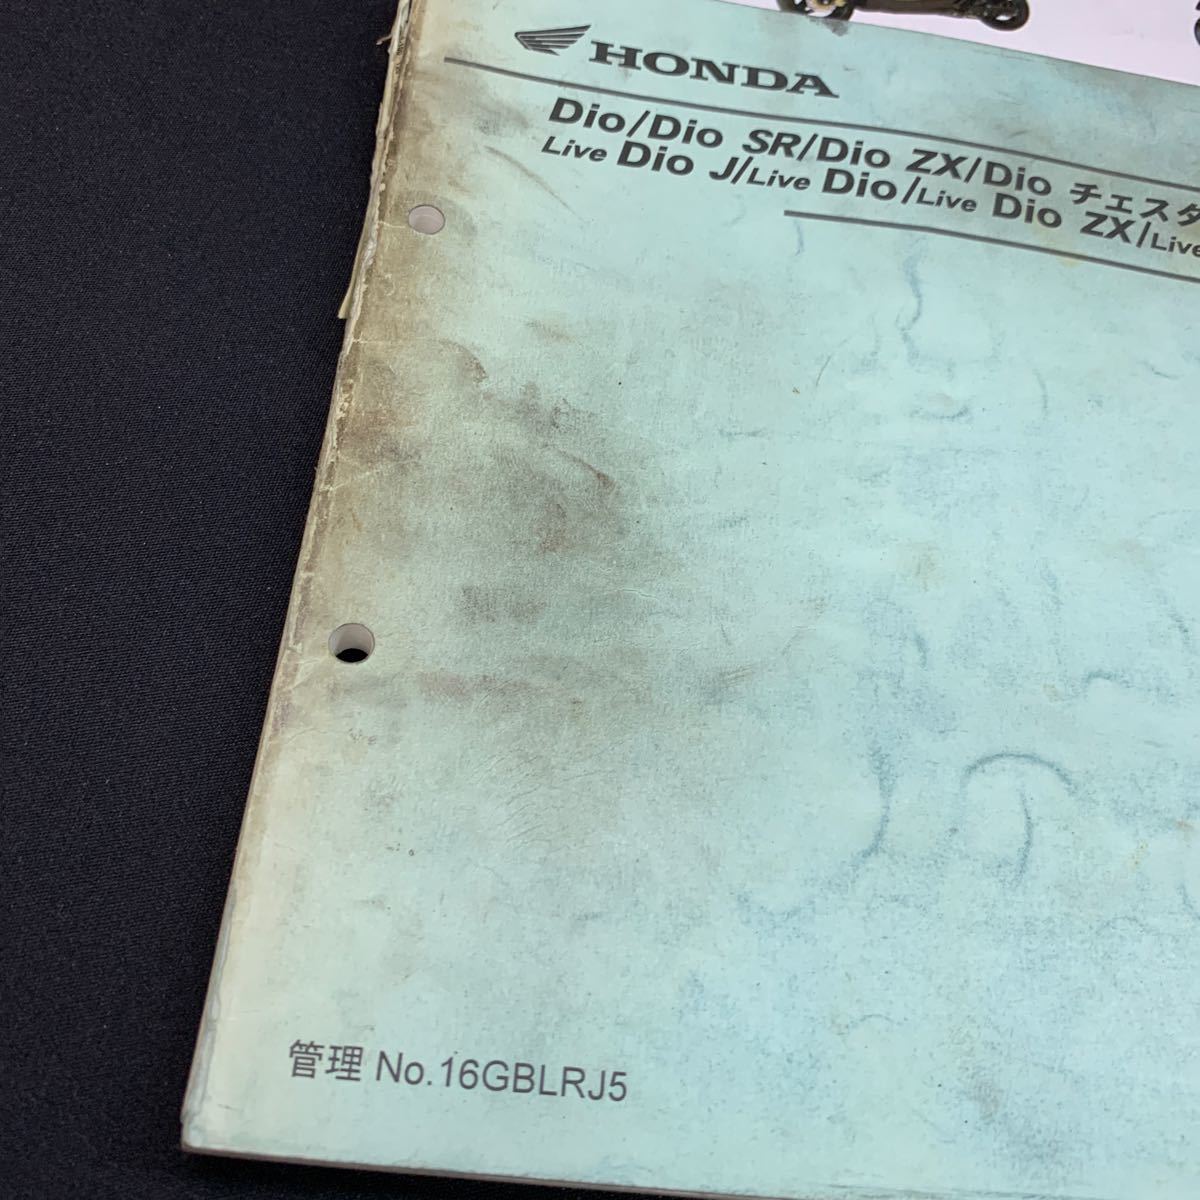 HONDA
Dio/Dio SR/Dio ZX/Dio チェスタ
Live Dio J/Live Dio/Live Dio ZX/Live
管理 No.16GBLRJ5